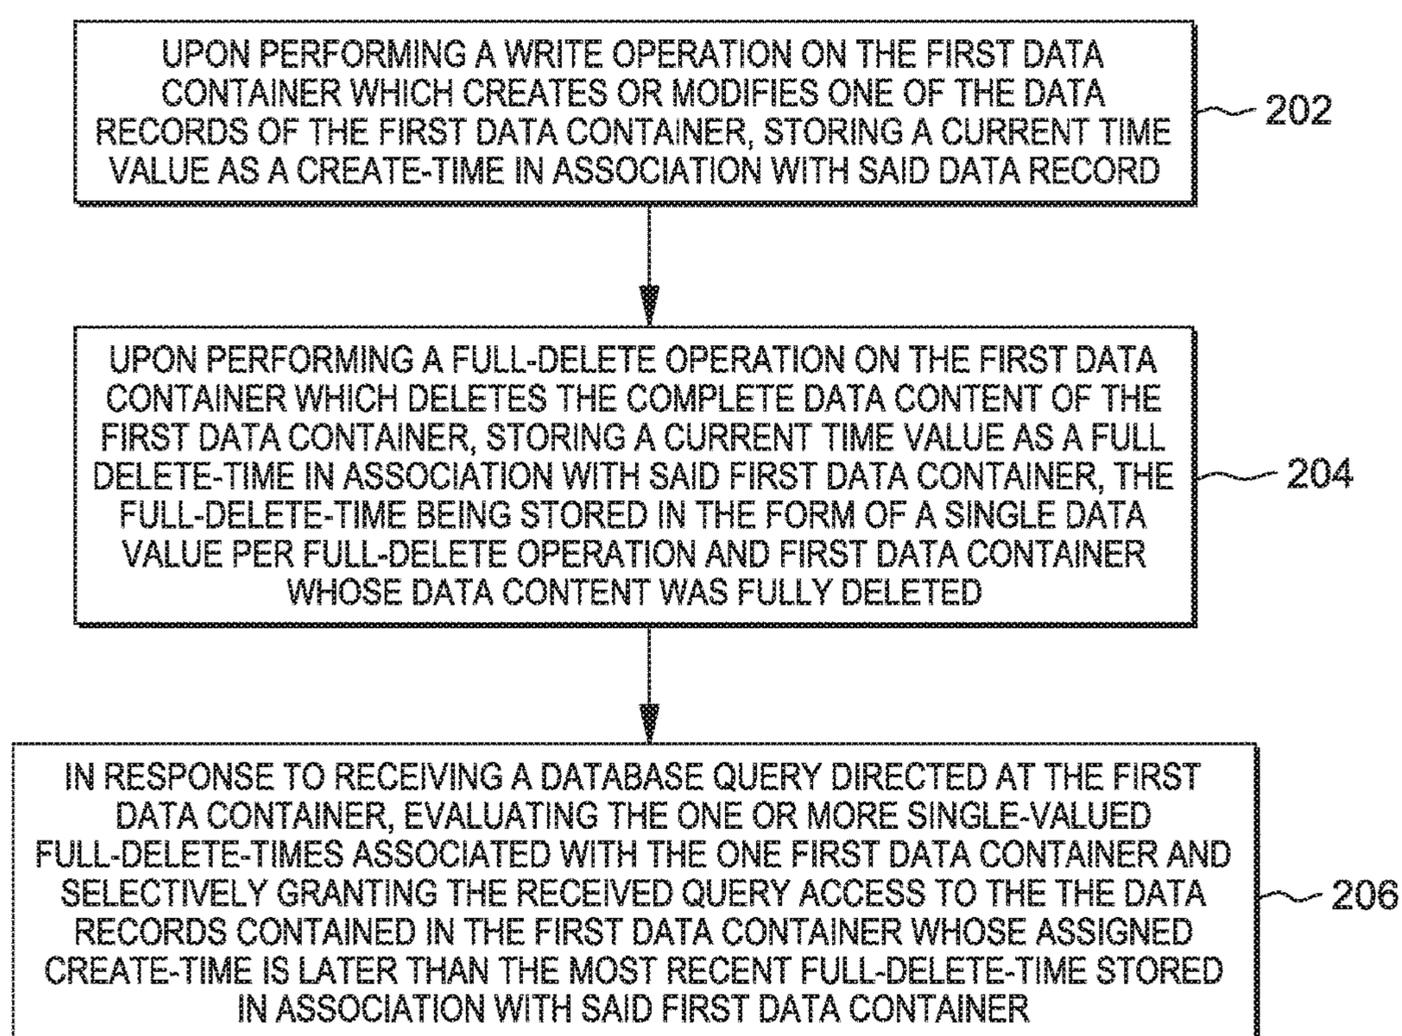 UPON PERFORMING A WRITE OPERATION ON THE FIRST DATA
CONTAINER WHICH CREATES OR MODIFIES ONE OF THE DATA
RECORDS OF THE FIRST DATA CONTAINER, STORING A CURRENT TIME
VALUE AS A CREATE-TIME IN ASSOCIATION WITH SAID DATA RECORD
202
UPON PERFORMING A FULL-DELETE OPERATION ON THE FIRST DATA
CONTAINER WHICH DELETES THE COMPLETE DATA CONTENT OF THE
FIRST DATA CONTAINER, STORING A CURRENT TIME VALUE AS A FULL
DELETE-TIME IN ASSOCIATION WITH SAID FIRST DATA CONTAINER, THE
FULL-DELETE-TIME BEING STORED IN THE FORM OF A SINGLE DATA
VALUE PER FULL-DELETE OPERATION AND FIRST DATA CONTAINER
WHOSE DATA CONTENT WAS FULLY DELETED
204
IN RESPONSE TO RECEIVING A DATABASE QUERY DIRECTED AT THE FIRST
DATA CONTAINER, EVALUATING THE ONE OR MORE SINGLE-VALUED
FULL-DELETE-TIMES ASSOCIATED WITH THE ONE FIRST DATA CONTAINER AND
SELECTIVELY GRANTING THE RECEIVED QUERY ACCESS TO THE THE DATA
RECORDS CONTAINED IN THE FIRST DATA CONTAINER WHOSE ASSIGNED
CREATE-TIME IS LATER THAN THE MOST RECENT FULL-DELETE-TIME STORED
IN ASSOCIATION WITH SAID FIRST DATA CONTAINER
206